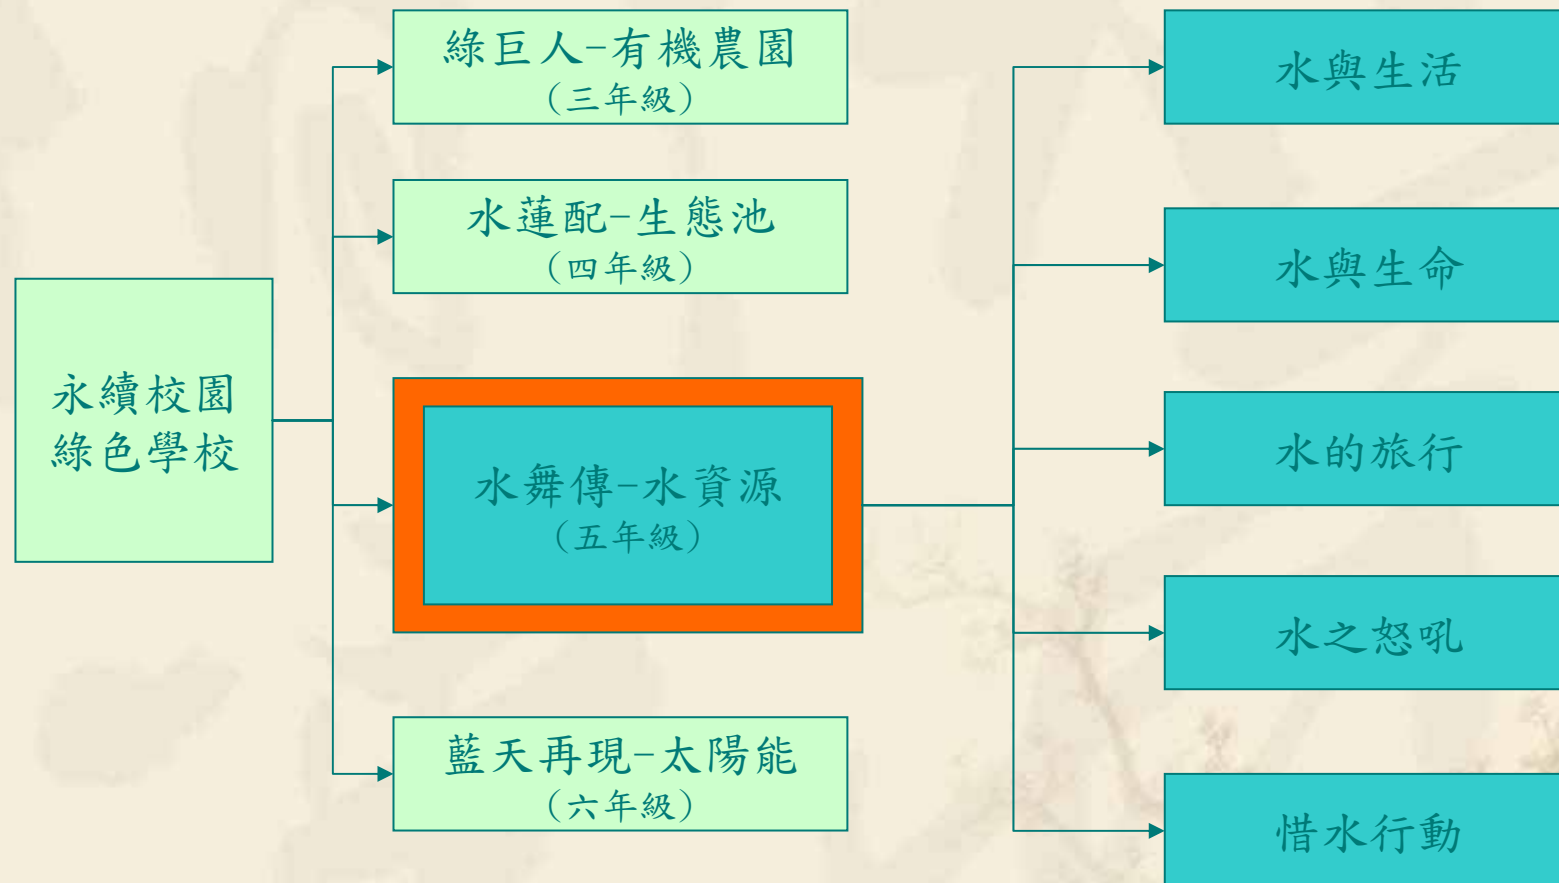 永續校園
綠色學校
綠巨人-有機農園
(三年級)
水蓮配-生態池
(四年級)
水舞傳-水資源
(五年級)
藍天再現-太陽能
(六年級)
水與生活
水與生命
水的旅行
水之怒吼
惜水行動